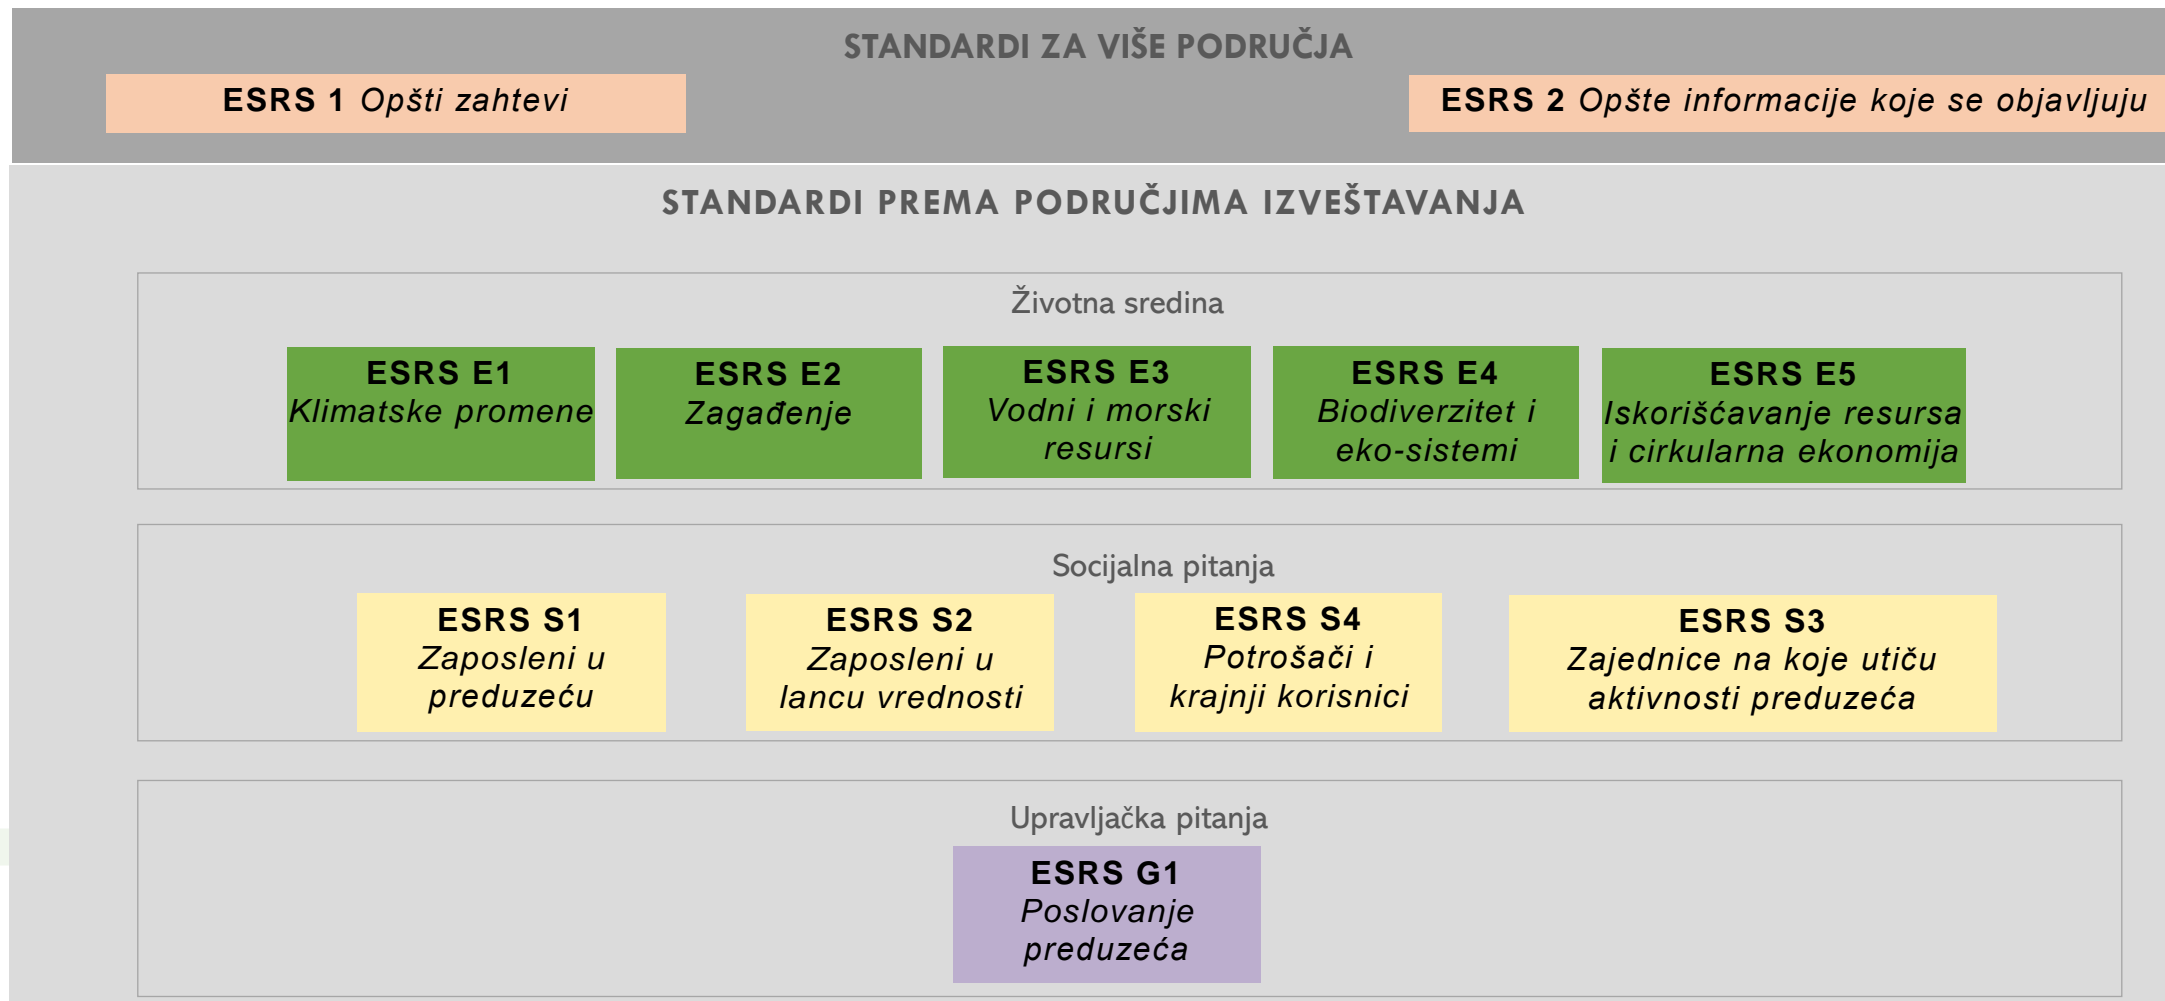 STANDARDI ZA VIŠE PODRUČJA
ESRS 1 Opšti zahtevi
ESRS 2 Opšte informacije koje se objavljuju
STANDARDI PREMA PODRUČJIMA IZVEŠTAVANJA
Životna sredina
ESRS E1
Klimatske promene
ESRS E2
Zagađenje
ESRS E3
Vodni i morski
resursi
ESRS E4
Biodiverzitet i
eko-sistemi
ESRS E5
Iskorišćavanje resursa
i cirkularna ekonomija
Socijalna pitanja
ESRS S1
Zaposleni u
preduzeću
ESRS S2
Zaposleni u
lancu vrednosti
ESRS S4
Potrošači i
krajnji korisnici
ESRS S3
Zajednice na koje utiču
aktivnosti preduzeća
Upravljačka pitanja
ESRS G1
Poslovanje
preduzeća